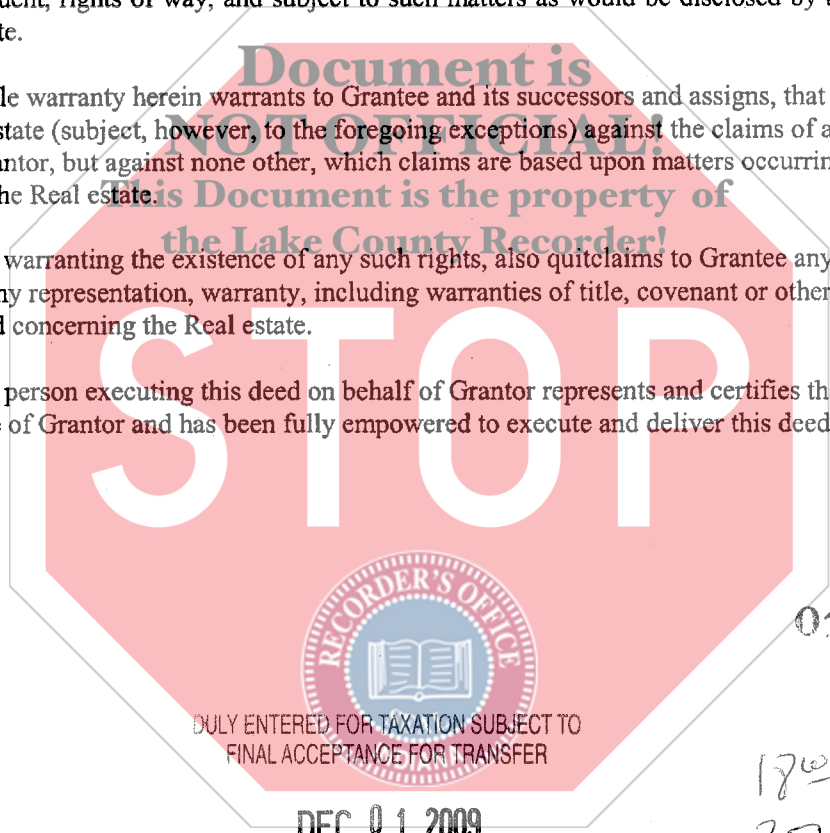 rights of way, and subject to such matters as would be disclosed by
te.
Document is
le warranty herein warrants to Grantee and its successors and assigns, that
state (subject, however, to the foregoing exceptions) against the claims of a
NOT OFFICIAL!
antor, but against none other, which claims are based upon matters occurrin
he Real estate.
This Document is the property of
the Lake County Recorder!
warranting the existence of any such rights, also quitclaims to Grantee any
ny representation, warranty, including warranties of title, covenant or other
d concerning the Real estate.
STOP
person executing this deed on behalf of Grantor represents and certifies th
of Grantor and has been fully empowered to execute and deliver this deed
RECORDER'S OFFICE
DULY ENTERED FOR TAXATION SUBJECT TO
FINAL ACCEPTANCE FOR TRANSFER
DEC 01 2009